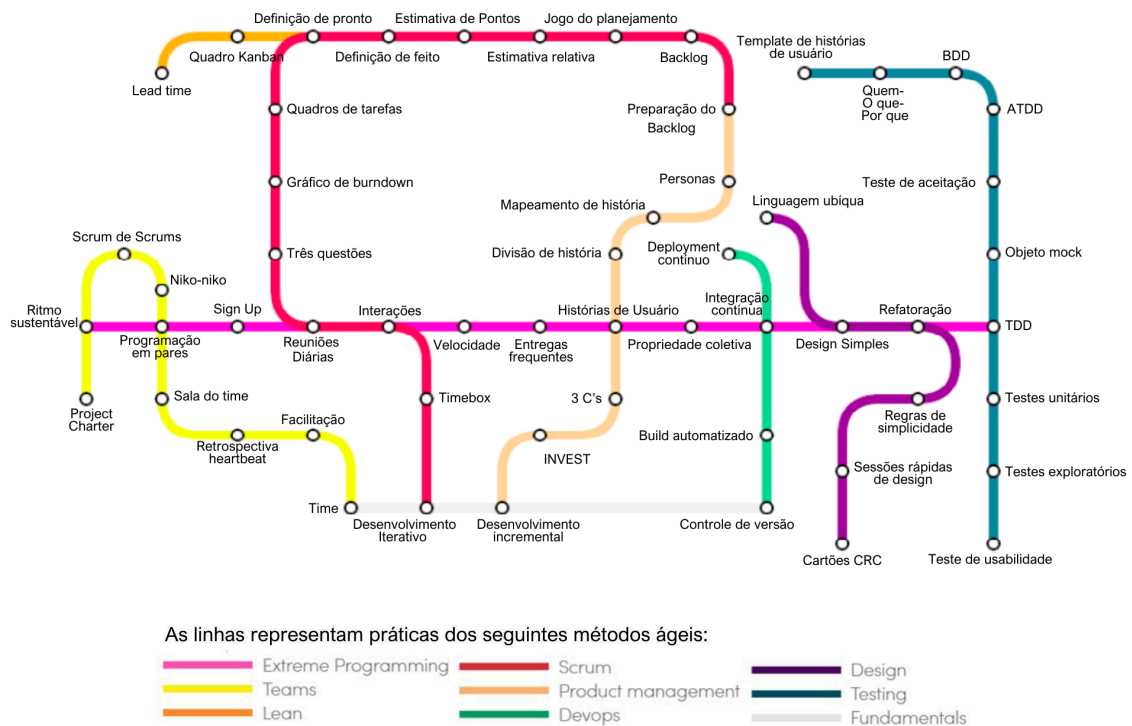 Definição de pronto
Estimativa de Pontos
Jogo do planejamento
Quadro Kanban
Definição de feito
Estimativa relativa
Backlog
Lead time
Template de histórias
de usuário
BDD
Quem-
O que-
Por que
ATDD
Quadros de tarefas
Preparação do
Backlog
Gráfico de burndown
Personas
Teste de aceitação
Mapeamento de história
Linguagem ubíqua
Scrum de Scrums
Três questões
Divisão de história
Deployment
contínuo
Objeto mock
Niko-niko
Ritmo
sustentável
Sign Up
Interações
Histórias de Usuário
Integração
contínua
Refatoração
TDD
Programação
em pares
Reuniões
Diárias
Velocidade
Entregas
frequentes
Propriedade coletiva
Design Simples
Project
Charter
Sala do time
Timebox
3 C's
Regras de
simplicidade
Testes unitários
Facilitação
Retrospectiva
heartbeat
INVEST
Build automatizado
Sessões rápidas
de design
Testes exploratórios
Time
Desenvolvimento
Iterativo
Desenvolvimento
incremental
Controle de versão
Cartões CRC
Teste de usabilidade
As linhas representam práticas dos seguintes métodos ágeis:
Extreme Programming
Scrum
Design
Teams
Product management
Testing
Lean
Devops
Fundamentals